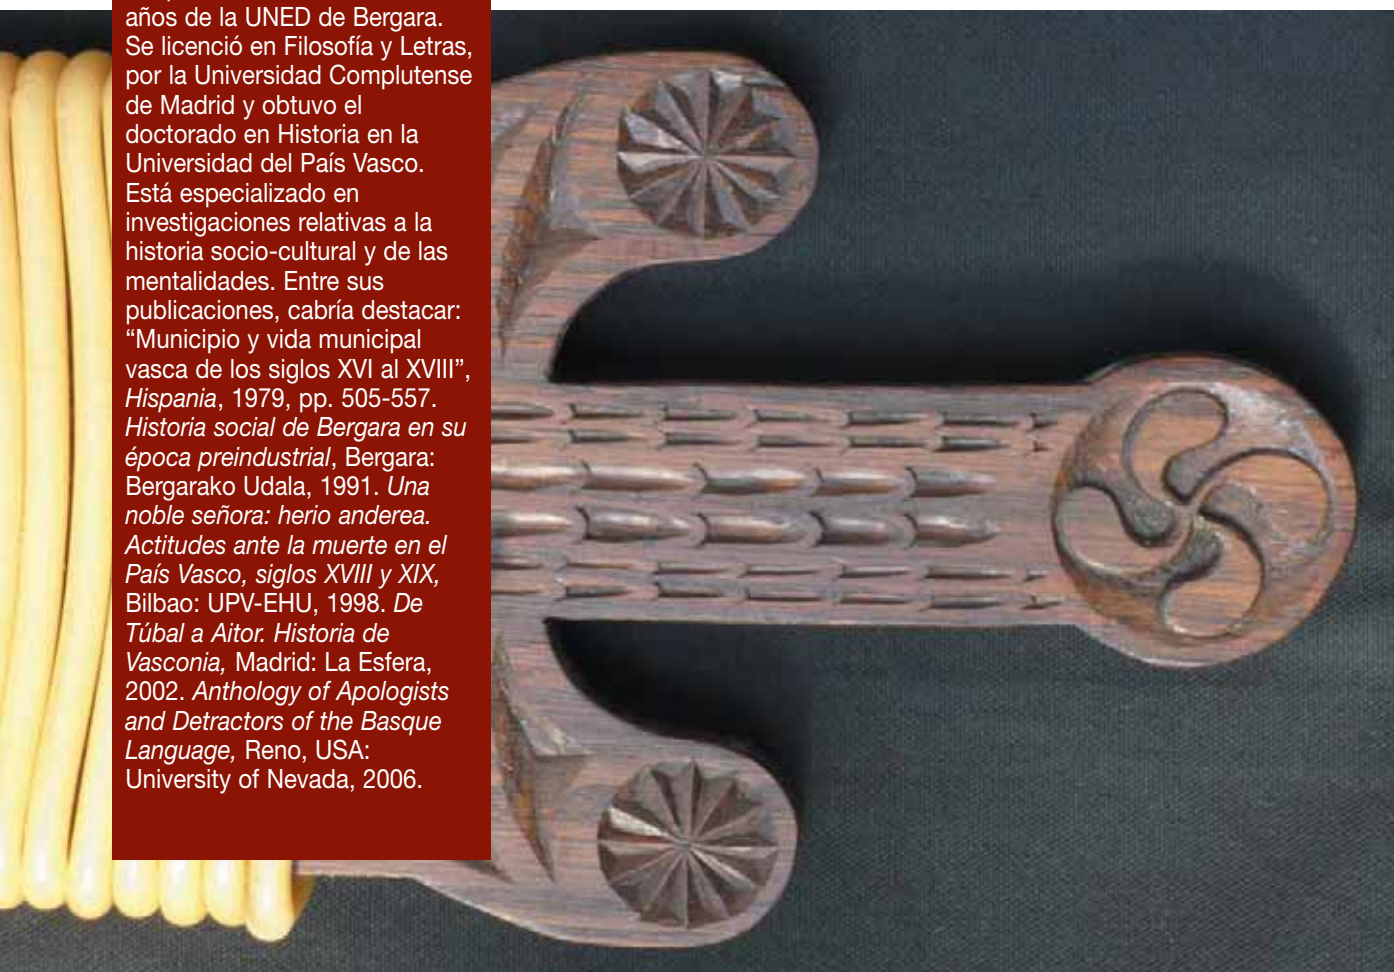 años de la UNED de Bergara.
Se licenció en Filosofía y Letras,
por la Universidad Complutense
de Madrid y obtuvo el
doctorado en Historia en la
Universidad del País Vasco.
Está especializado en
investigaciones relativas a la
historia socio-cultural y de las
mentalidades. Entre sus
publicaciones, cabría destacar:
“Municipio y vida municipal
vasca de los siglos XVI al XVIII”,
Hispania, 1979, pp. 505-557.
Historia social de Bergara en su
época preindustrial, Bergara:
Bergarako Udala, 1991. Una
noble señora: herio anderea.
Actitudes ante la muerte en el
País Vasco, siglos XVIII y XIX,
Bilbao: UPV-EHU, 1998. De
Túbal a Aitor. Historia de
Vasconia, Madrid: La Esfera,
2002. Anthology of Apologists
and Detractors of the Basque
Language, Reno, USA:
University of Nevada, 2006.